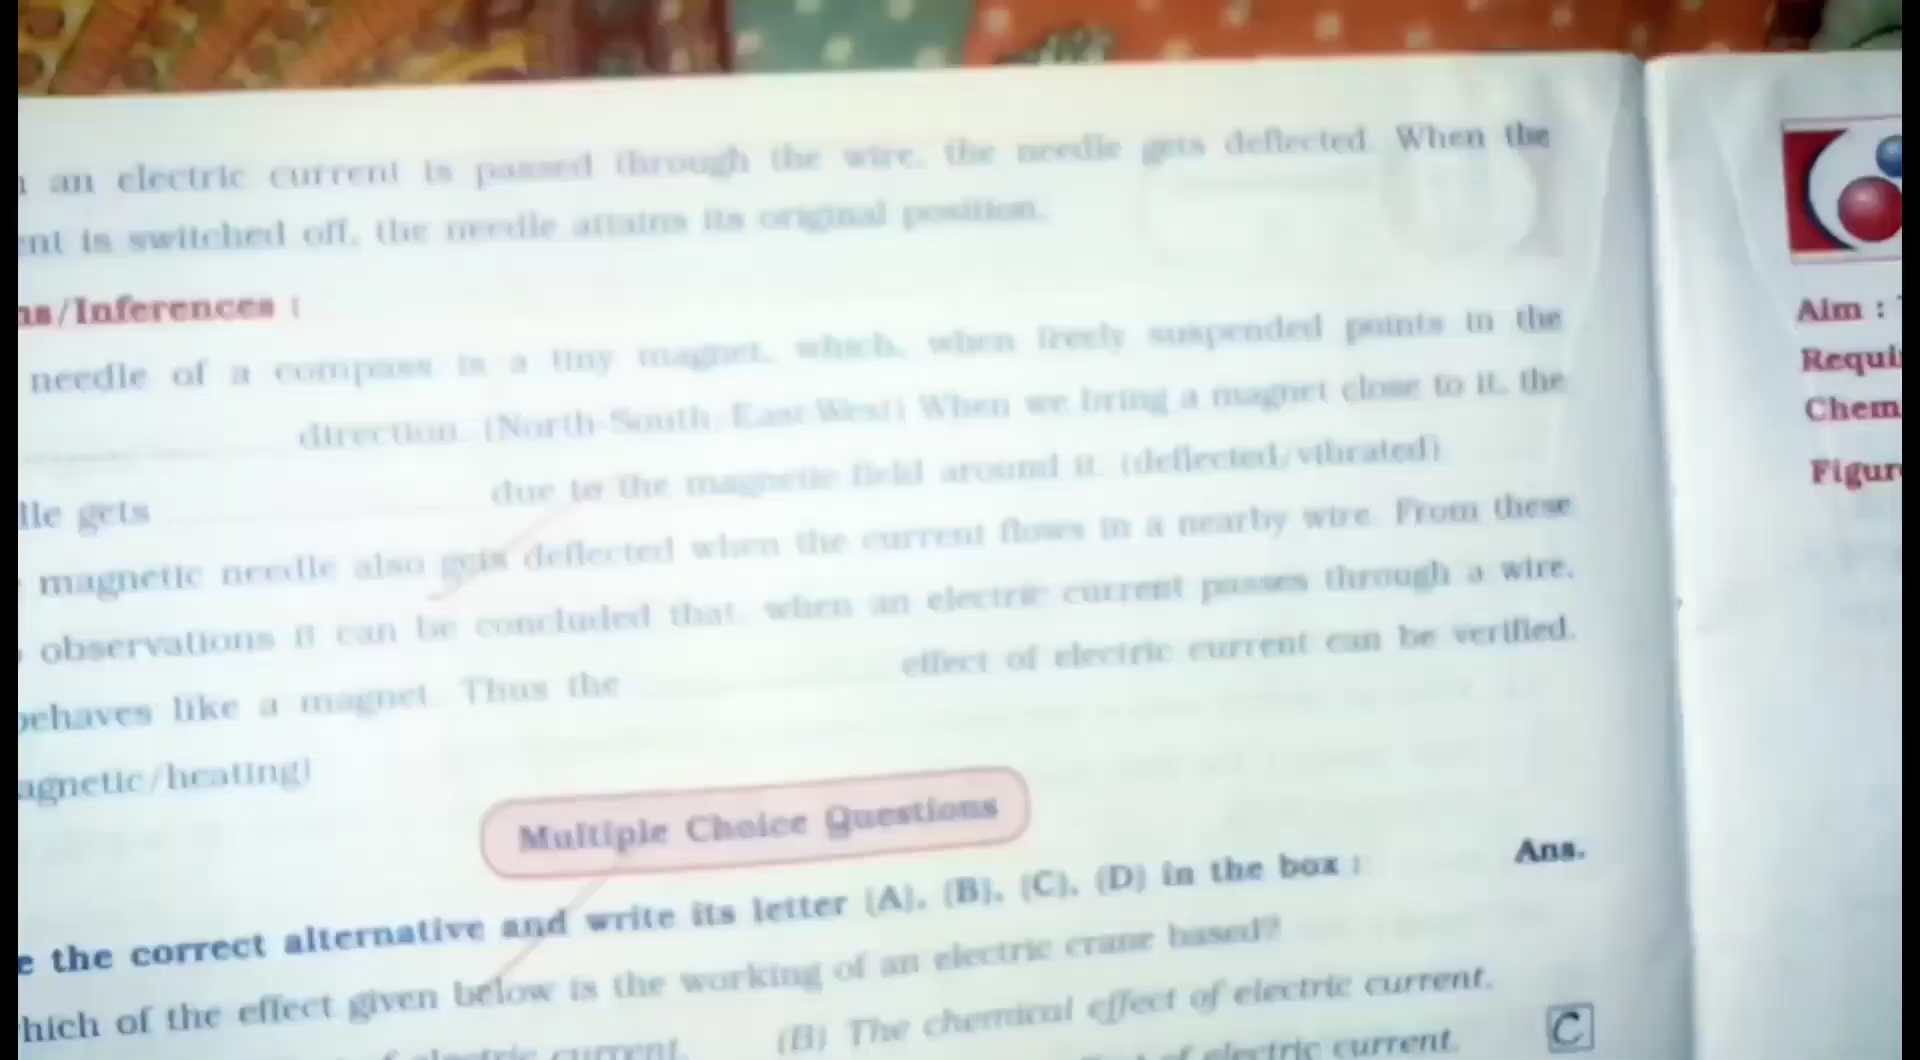 an electric current is passed through the wire, the needle gets deflected. When the
nt is switched off, the needle attains its original position.
ns/Inferences :
needle of a compass is a tiny magnet, which, when freely suspended points in the
direction. (North-South/East-West) When we bring a magnet close to it, the
lle gets due to the magnetic field around it. (deflected/vibrated)
magnetic needle also gets deflected when the current flows in a nearby wire. From these
observations it can be concluded that, when an electric current passes through a wire,
behaves like a magnet. Thus the effect of electric current can be verified.
agnetic/heating)
Multiple Choice Questions
e the correct alternative and write its letter (A), (B), (C), (D) in the box :
Ans.
hich of the effect given below is the working of an electric crane based?
of electric current. (B) The chemical effect of electric current.
of electric current.
C
Aim :
Requi
Chem
Figur